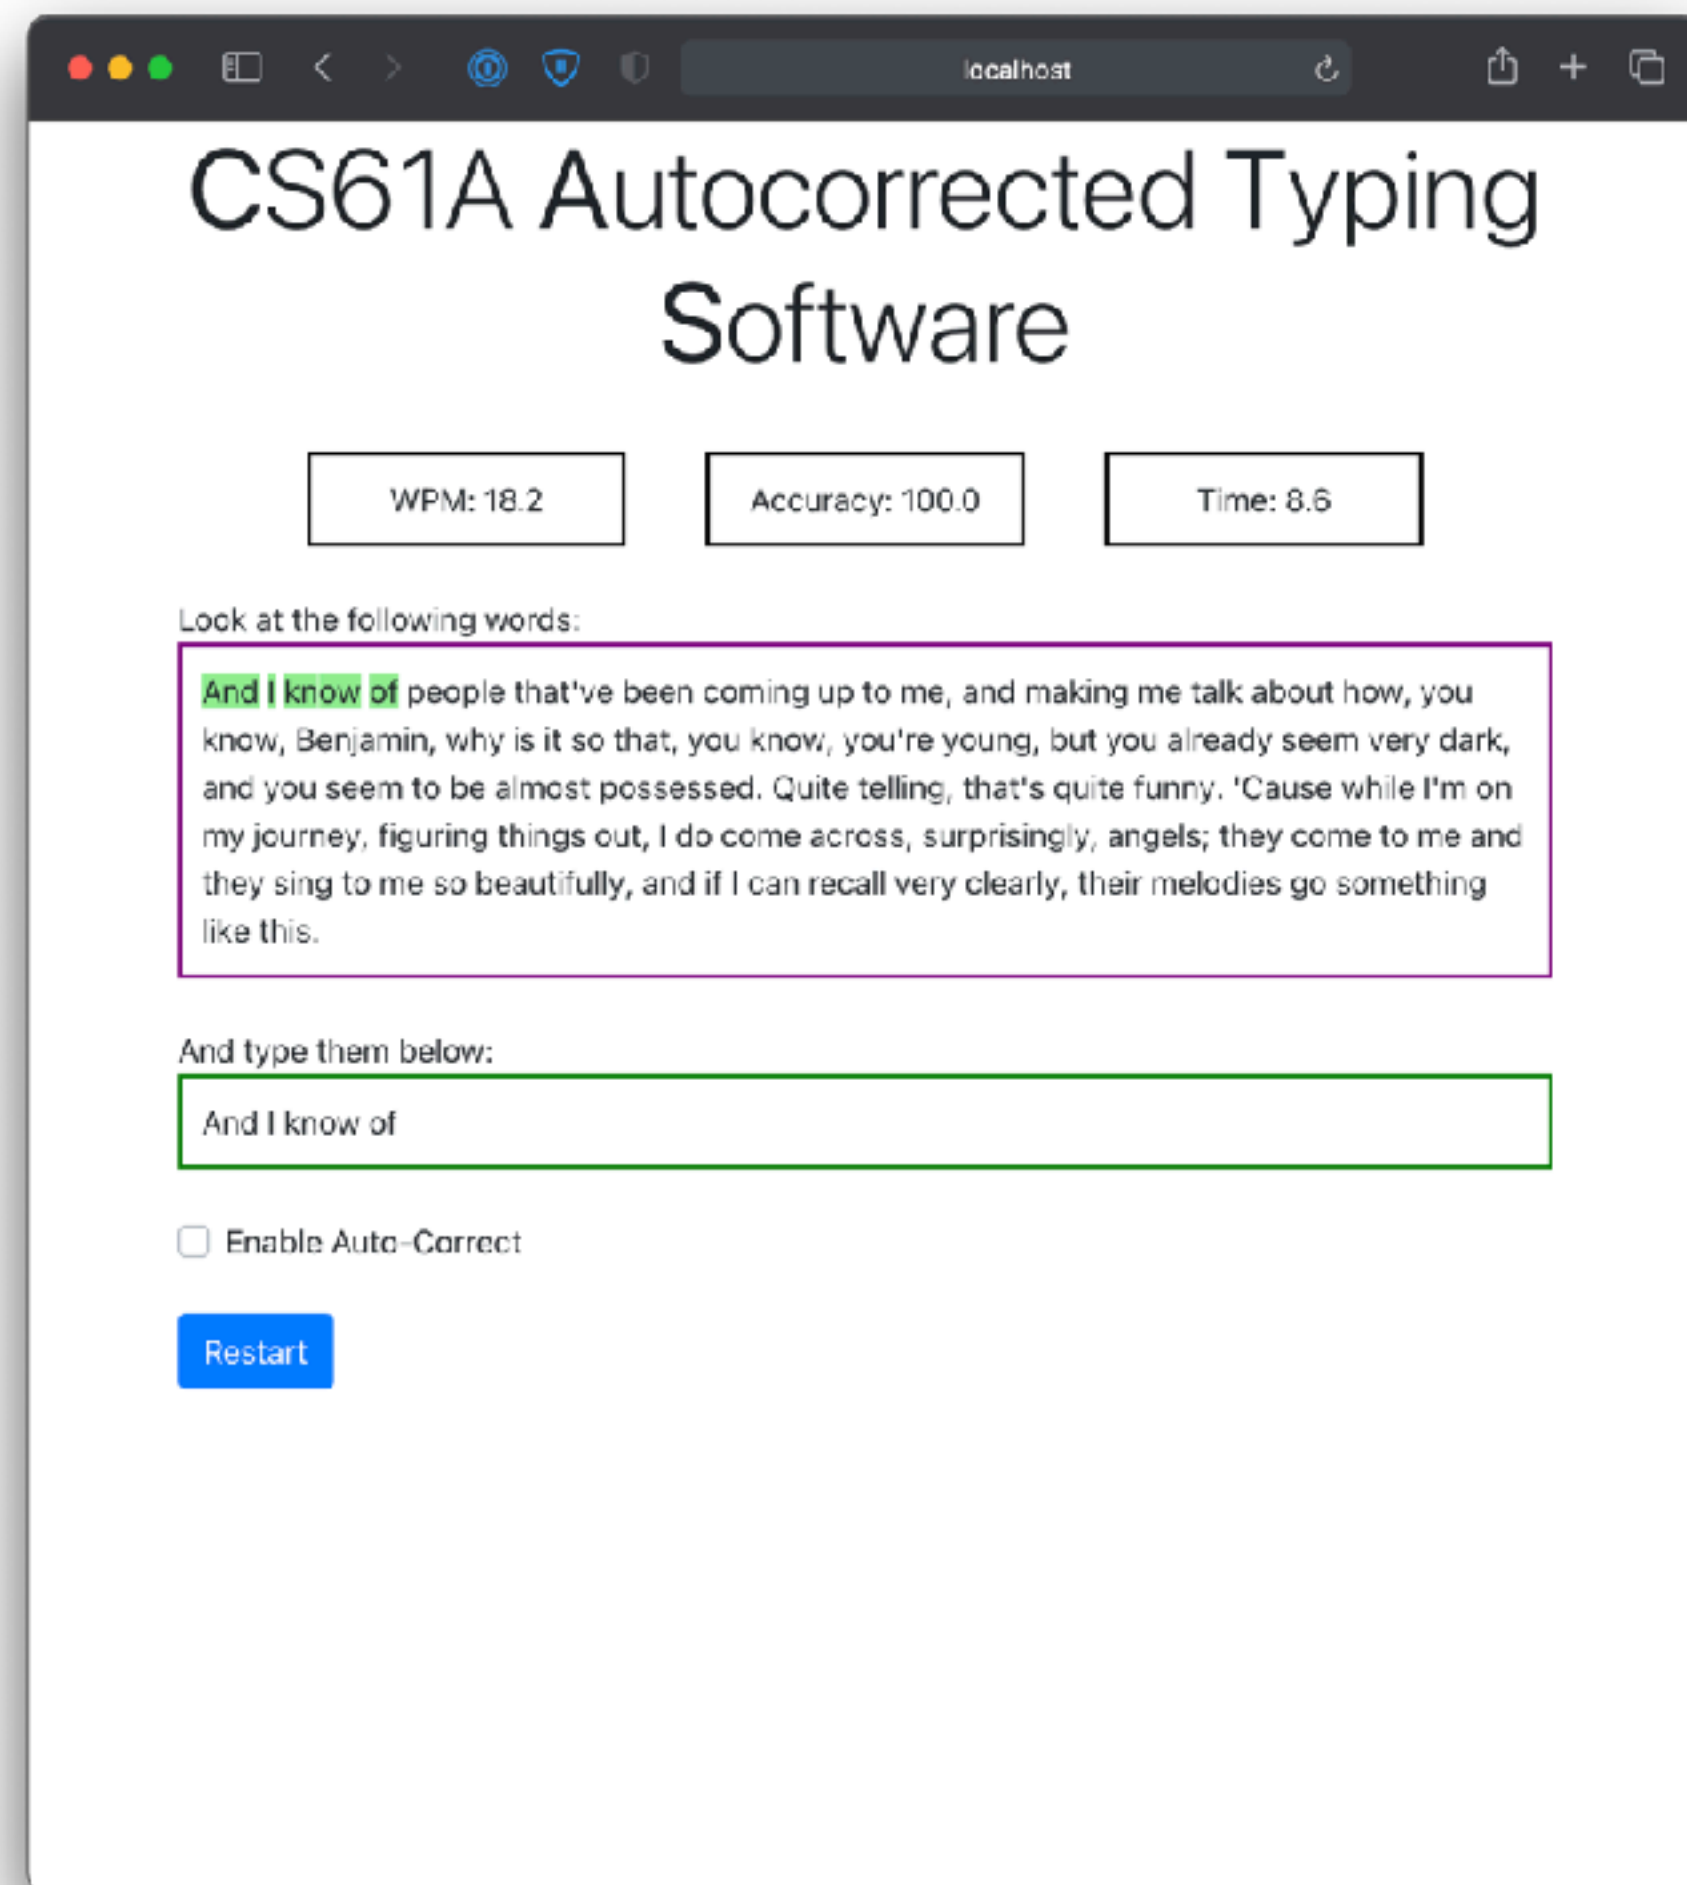 localhost
CS61A Autocorrected Typing
Software
WPM: 18.2
Accuracy: 100.0
Time: 8.6
Look at the following words:
And I know of people that've been coming up to me, and making me talk about how, you
know, Benjamin, why is it so that, you know, you're young, but you already seem very dark,
and you seem to be almost possessed. Quite telling, that's quite funny. 'Cause while I'm on
my journey, figuring things out, I do come across, surprisingly, angels; they come to me and
they sing to me so beautifully, and if I can recall very clearly, their melodies go something
like this.
And type them below:
And I know of
Enable Auto-Correct
Restart